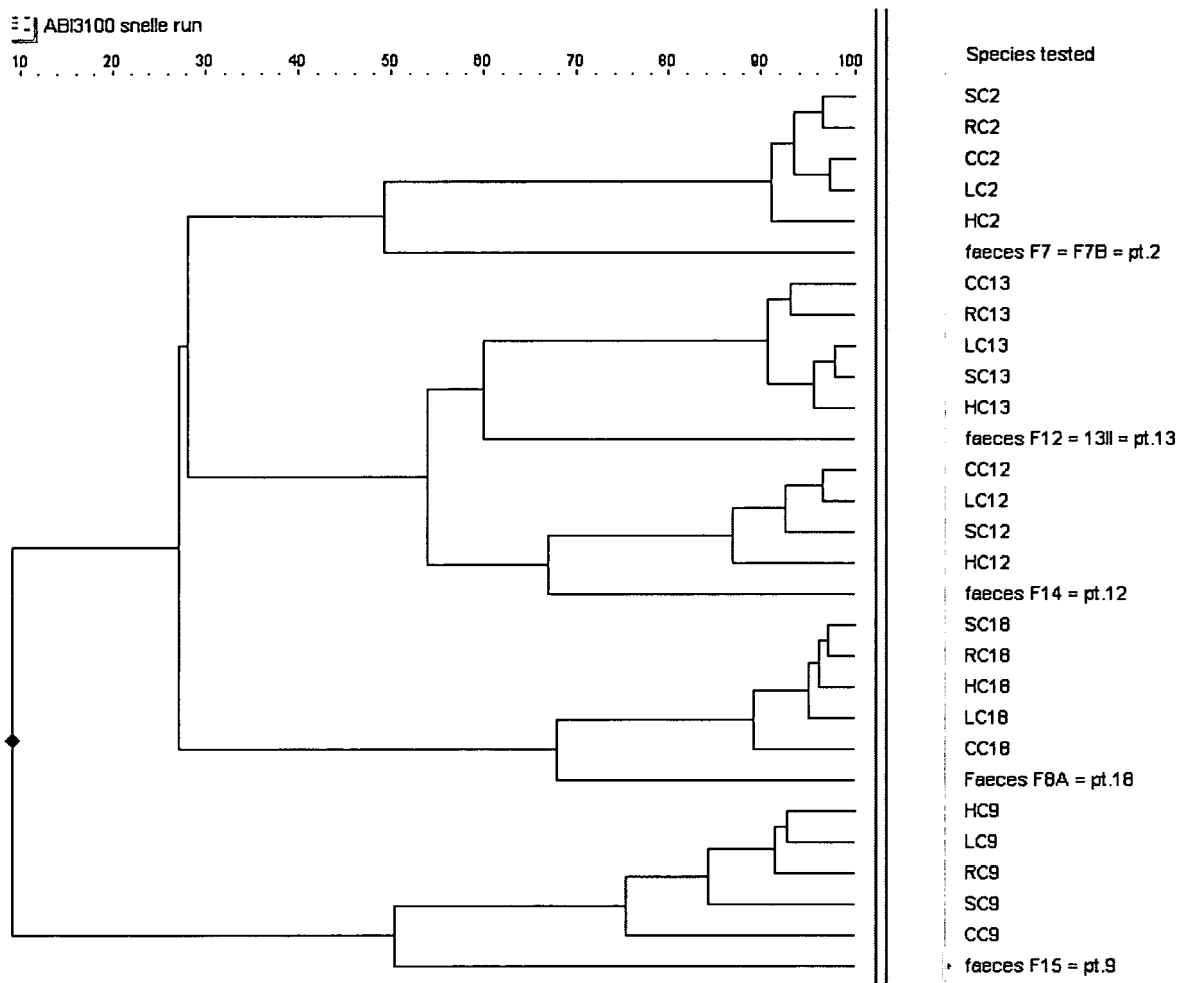 ABI3100 snelle run
10 20 30 40 50 60 70 80 90 100
Species tested
SC2
RC2
CC2
LC2
HC2
faeces F7 = F7B = pt.2
CC13
RC13
LC13
SC13
HC13
faeces F12 = 13II = pt.13
CC12
LC12
SC12
HC12
faeces F14 = pt.12
SC18
RC18
HC18
LC18
CC18
Faeces F8A = pt.18
HC9
LC9
RC9
SC9
CC9
faeces F15 = pt.9